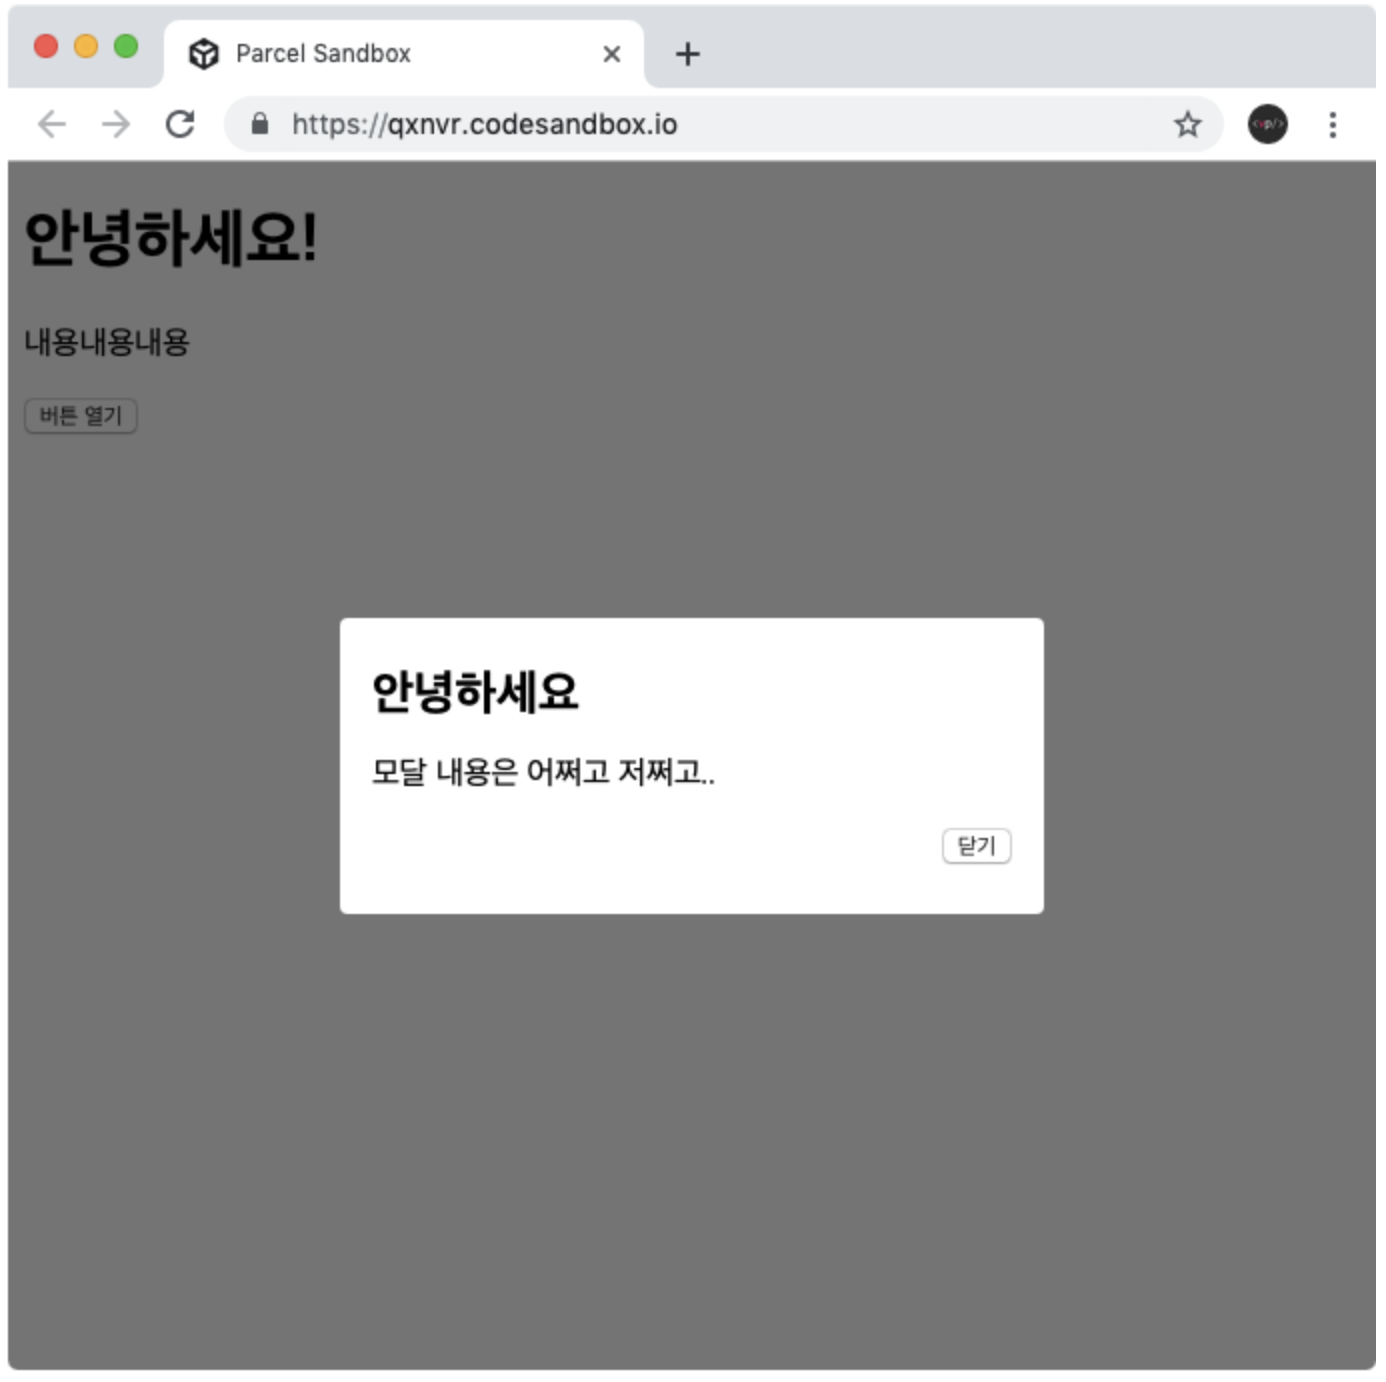 Parcel Sandbox
https://qxnvr.codesandbox.io
<vp/>
안녕하세요!
내용내용내용
버튼 열기
안녕하세요
모달 내용은 어쩌고 저쩌고..
닫기